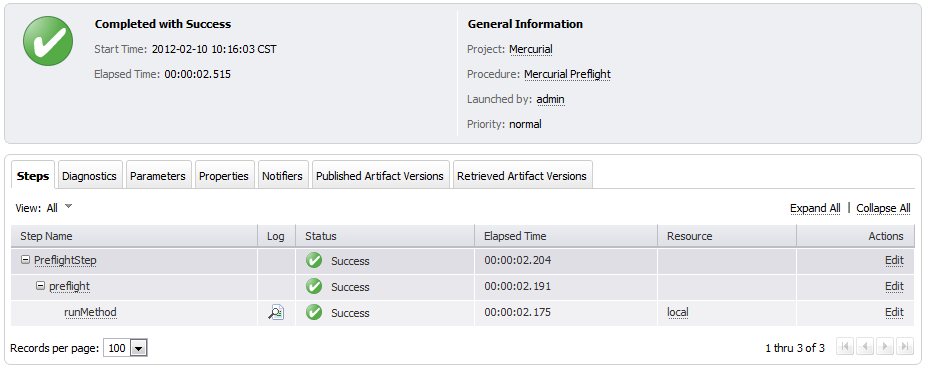 Completed with Success
Start Time: 2012-02-10 10:16:03 CST
Elapsed Time: 00:00:02.515
General Information
Project: Mercurial
Procedure: Mercurial Preflight
Launched by: admin
Priority: normal
Steps Diagnostics Parameters Properties Notifiers Published Artifact Versions Retrieved Artifact Versions
View: All Expand All | Collapse All
Step Name Log Status Elapsed Time Resource Actions
PreflightStep Success 00:00:02.204 Edit
preflight Success 00:00:02.191 Edit
runMethod Success 00:00:02.175 local Edit
Records per page: 100 1 thru 3 of 3